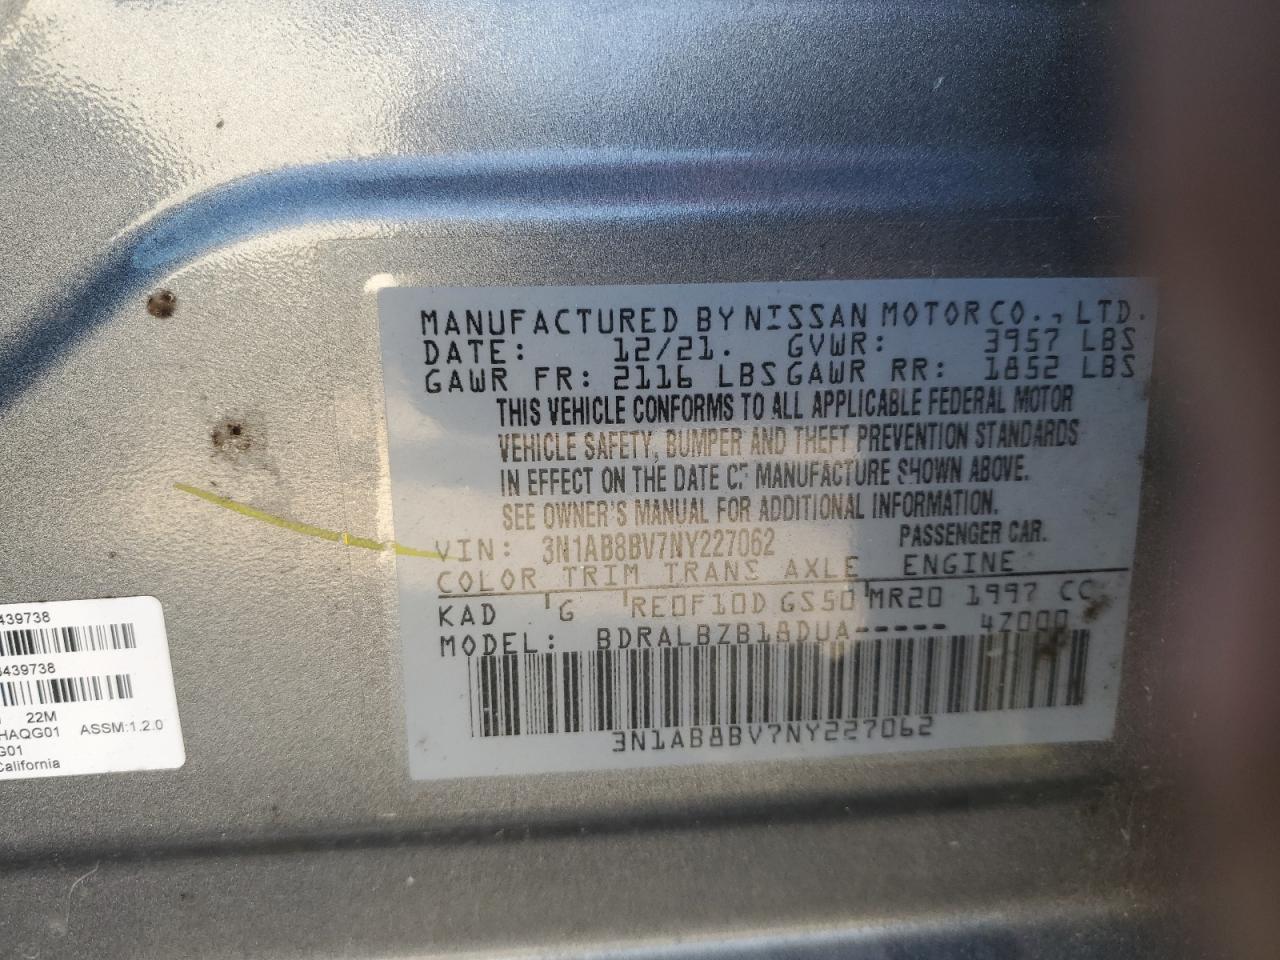 MANUFACTURED BY NISSAN MOTOR CO., LTD.
DATE: 12/21. GVWR: 3957 LBS
GAWR FR: 2116 LBS GAWR RR: 1852 LBS
THIS VEHICLE CONFORMS TO ALL APPLICABLE FEDERAL MOTOR
VEHICLE SAFETY, BUMPER AND THEFT PREVENTION STANDARDS
IN EFFECT ON THE DATE OF MANUFACTURE SHOWN ABOVE.
SEE OWNER'S MANUAL FOR ADDITIONAL INFORMATION.
VIN: 3N1AB8BV7NY227062 PASSENGER CAR.
COLOR TRIM TRANS AXLE ENGINE
KAD G RE0F10D GS50 MR20 1997 CC
MODEL: BDRALBZB18DUA----- 4Z000
3N1AB8BV7NY227062
439738
439738
22M
HAQG01 ASSM:1.2.0
G01
California